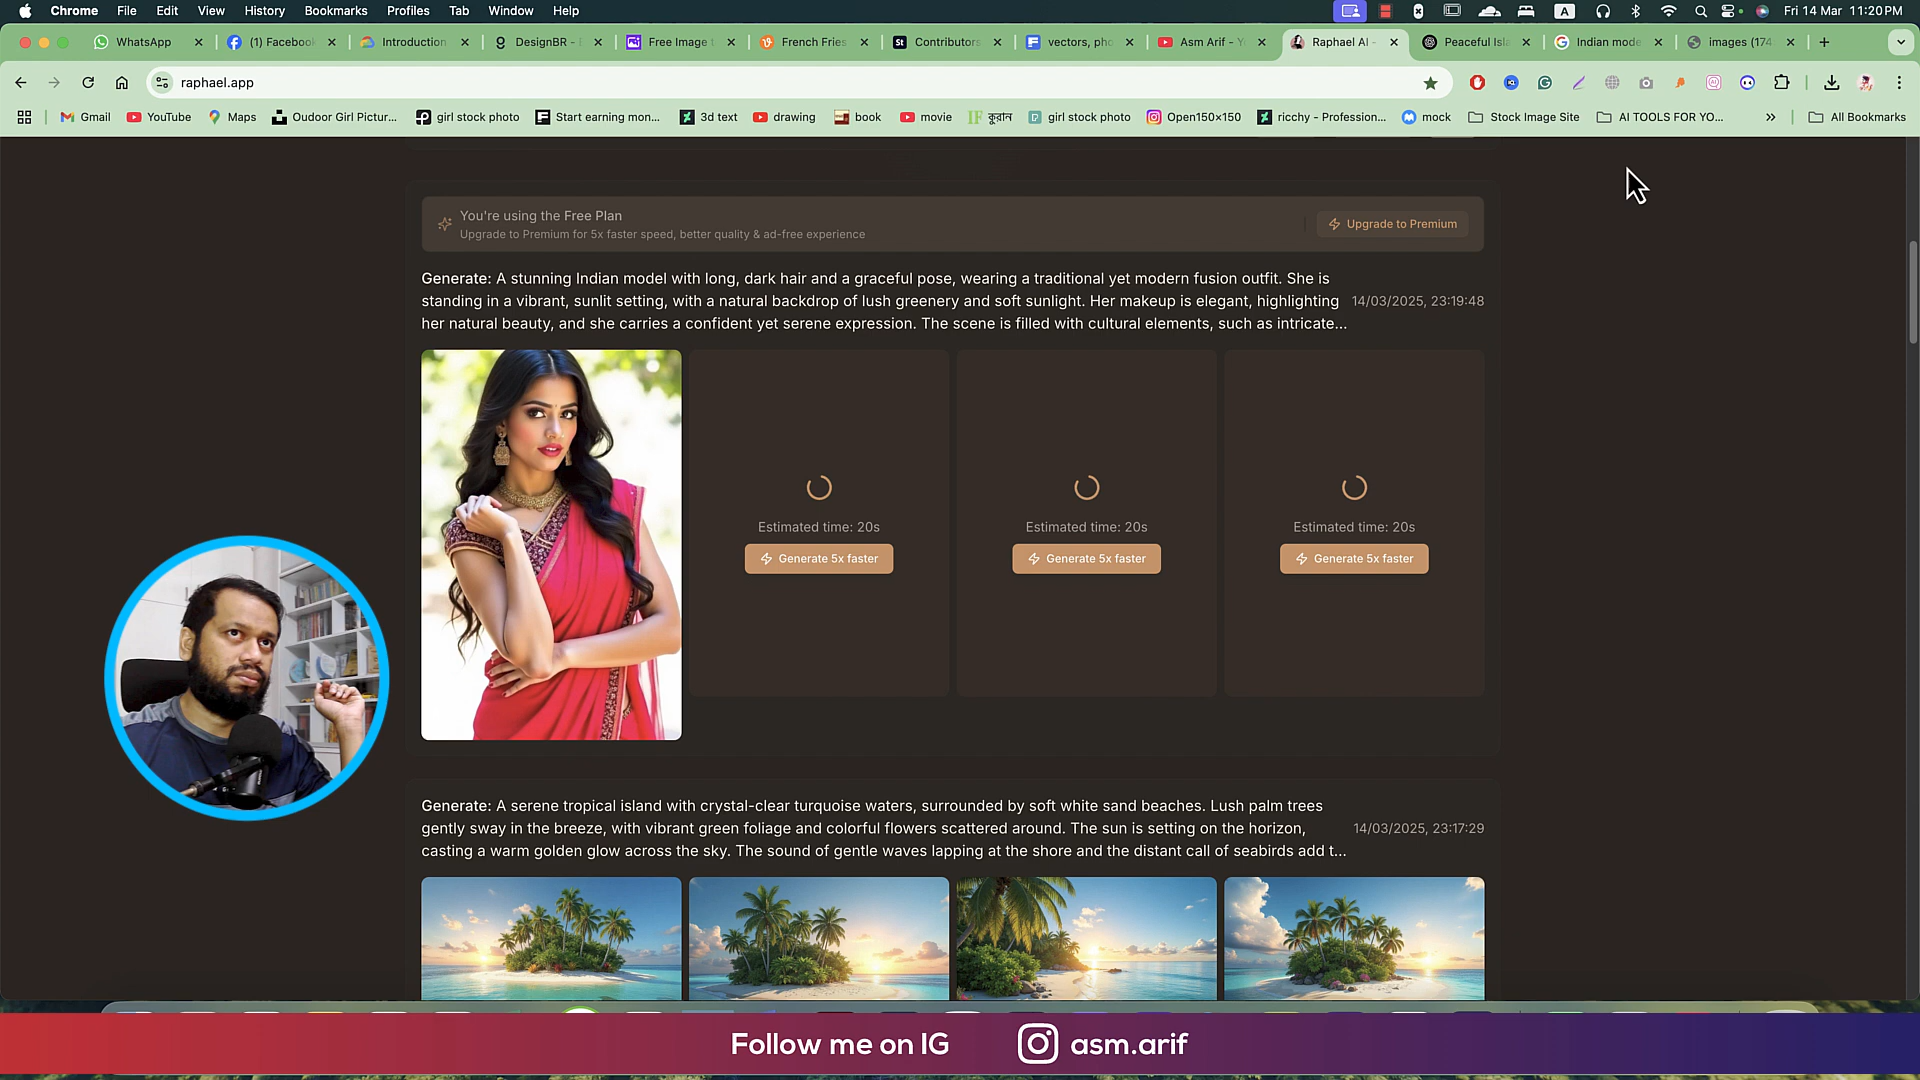 Chrome File Edit View History Bookmarks Profiles Tab Window Help A Fri 14 Mar 11:20 PM
WhatsApp (1) Facebook Introduction DesignBR - Free Image French Fries Contributors vectors, pho Asm Arif - Raphael AI - Peaceful Isla Indian mode images (174
raphael.app
Gmail YouTube Maps Oudoor Girl Pictur... girl stock photo Start earning mon... 3d text drawing book movie কুরান girl stock photo Open150×150 ricchy - Profession... mock Stock Image Site AI TOOLS FOR YO... All Bookmarks
You're using the Free Plan
Upgrade to Premium for 5x faster speed, better quality & ad-free experience
Upgrade to Premium
Generate: A stunning Indian model with long, dark hair and a graceful pose, wearing a traditional yet modern fusion outfit. She is
standing in a vibrant, sunlit setting, with a natural backdrop of lush greenery and soft sunlight. Her makeup is elegant, highlighting
her natural beauty, and she carries a confident yet serene expression. The scene is filled with cultural elements, such as intricate...
14/03/2025, 23:19:48
Estimated time: 20s
Generate 5x faster
Estimated time: 20s
Generate 5x faster
Estimated time: 20s
Generate 5x faster
Generate: A serene tropical island with crystal-clear turquoise waters, surrounded by soft white sand beaches. Lush palm trees
gently sway in the breeze, with vibrant green foliage and colorful flowers scattered around. The sun is setting on the horizon,
casting a warm golden glow across the sky. The sound of gentle waves lapping at the shore and the distant call of seabirds add t...
14/03/2025, 23:17:29
Follow me on IG asm.arif